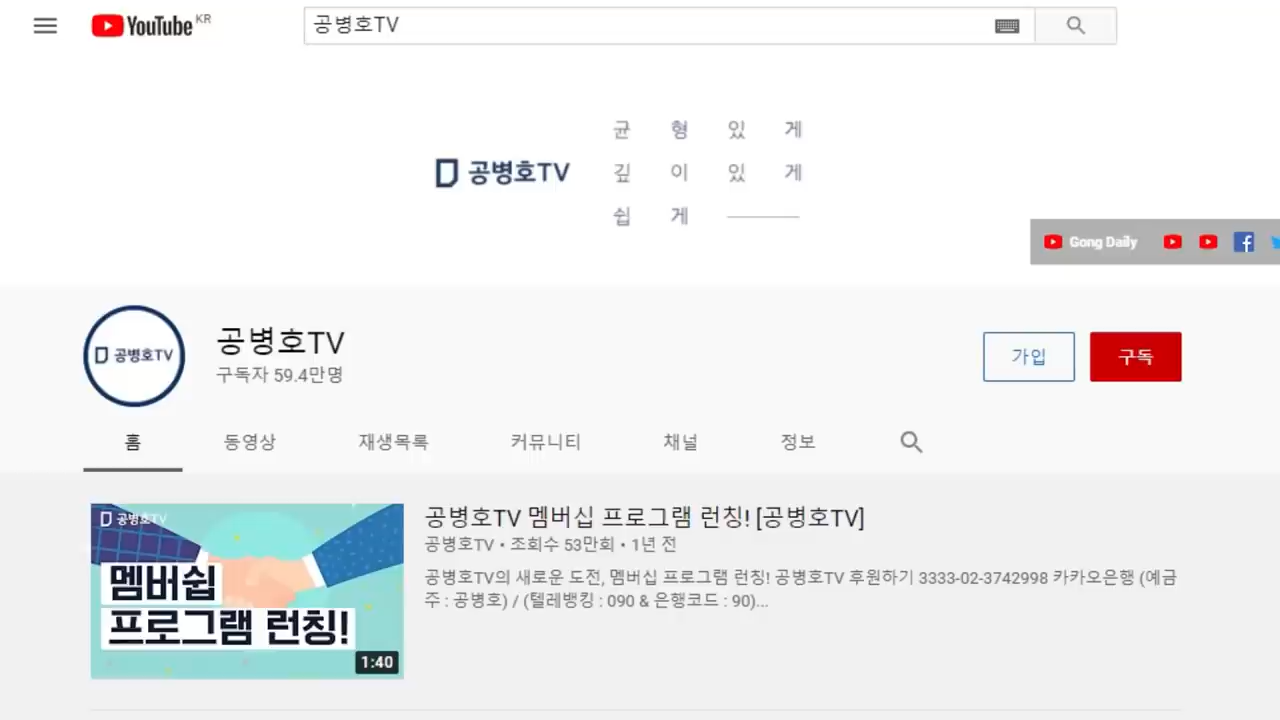 YouTube KR
공병호TV
균 형 있 게
공병호TV
깊 이 있 게
쉽 게
Gong Daily
공병호TV
공병호TV
구독자 59.4만명
가입
구독
홈 동영상 재생목록 커뮤니티 채널 정보
공병호TV
멤버쉽
프로그램 런칭!
1:40
공병호TV 멤버십 프로그램 런칭! [공병호TV]
공병호TV • 조회수 53만회 • 1년 전
공병호TV의 새로운 도전, 멤버십 프로그램 런칭! 공병호TV 후원하기 3333-02-3742998 카카오은행 (예금
주 : 공병호) / (텔레뱅킹 : 090 & 은행코드 : 90)...